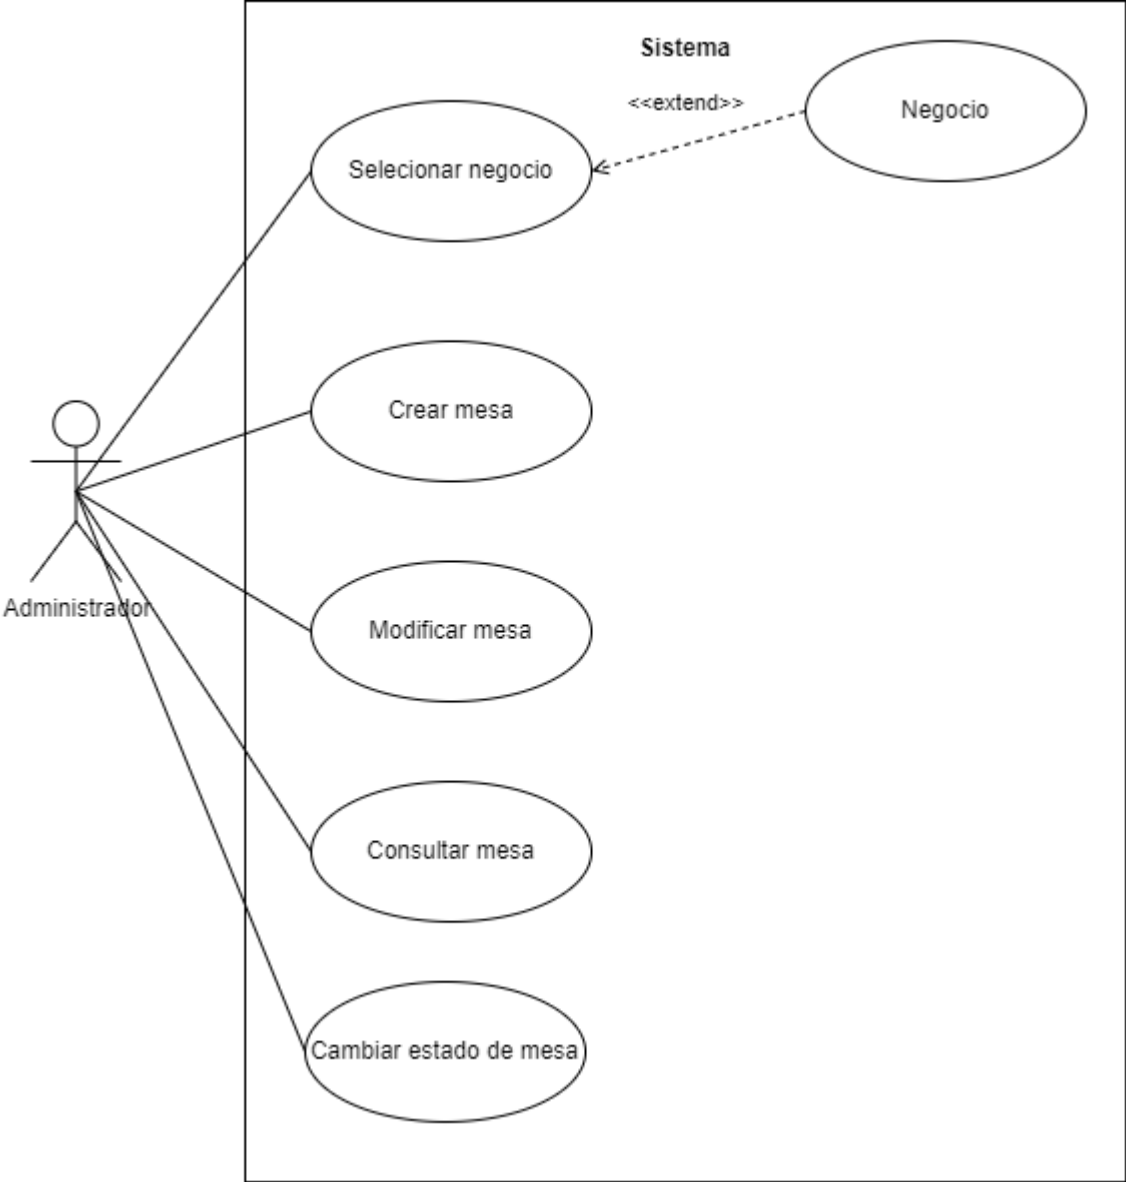 Sistema
<<extend>>
Negocio
Selecionar negocio
Crear mesa
Administrador
Modificar mesa
Consultar mesa
Cambiar estado de mesa